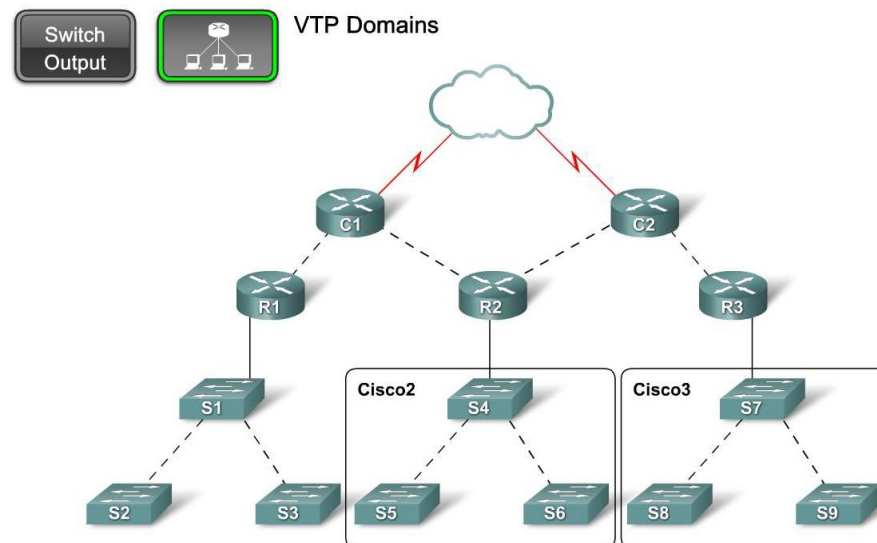 Switch
Output
VTP Domains
C1
C2
R1
R2
R3
Cisco2
Cisco3
S1
S4
S7
S2
S3
S5
S6
S8
S9